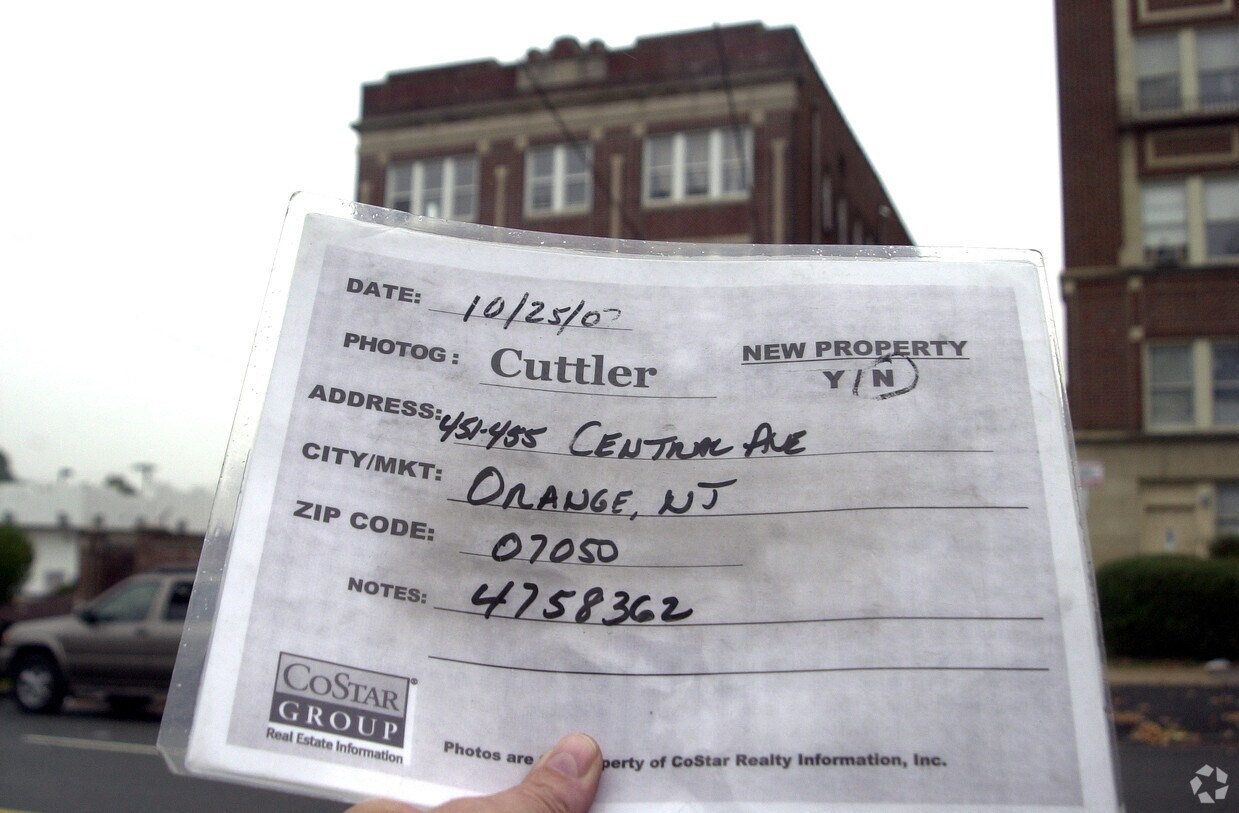 DATE: 10/25/07
PHOTOG: Cuttler
NEW PROPERTY
Y/N
ADDRESS: 451-455 CENTRAL AVE
CITY/MKT: ORANGE, NJ
ZIP CODE: 07050
NOTES: 4758362
COSTAR
GROUP
Real Estate Information
Photos are perty of CoStar Realty Information, Inc.